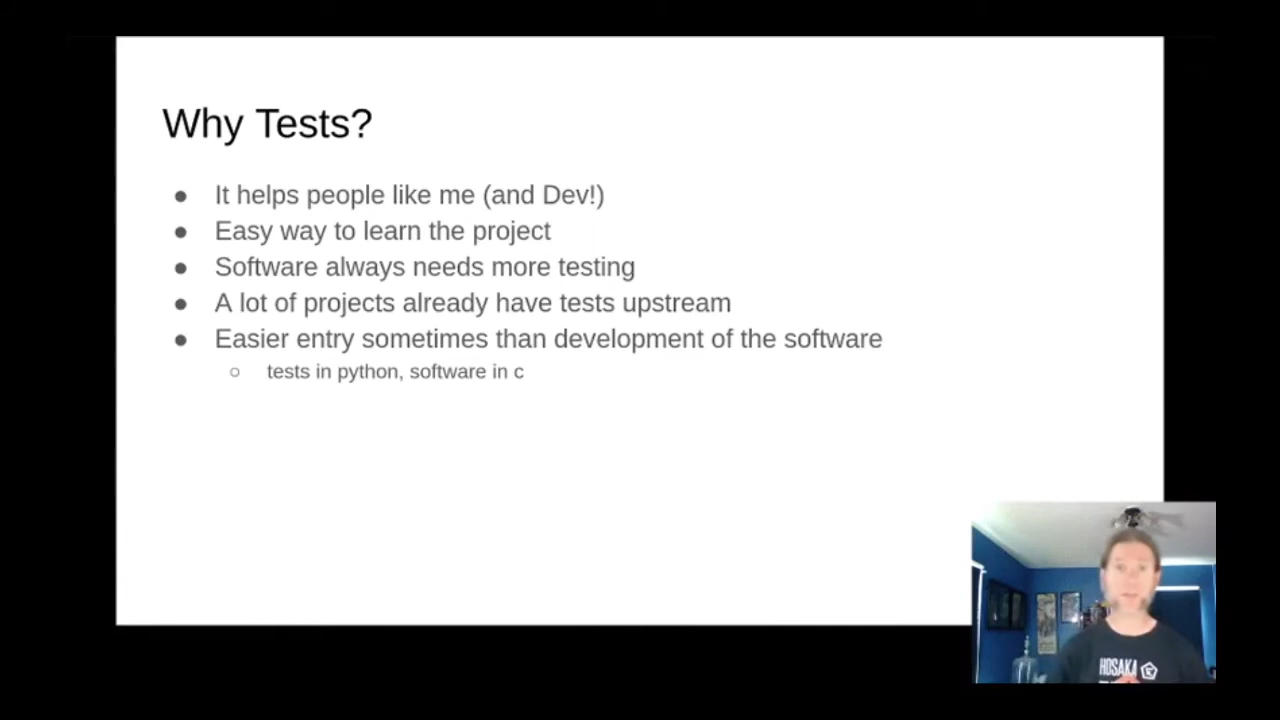 Why Tests?
● It helps people like me (and Dev!)
● Easy way to learn the project
● Software always needs more testing
● A lot of projects already have tests upstream
● Easier entry sometimes than development of the software
○ tests in python, software in c
HOSAKA